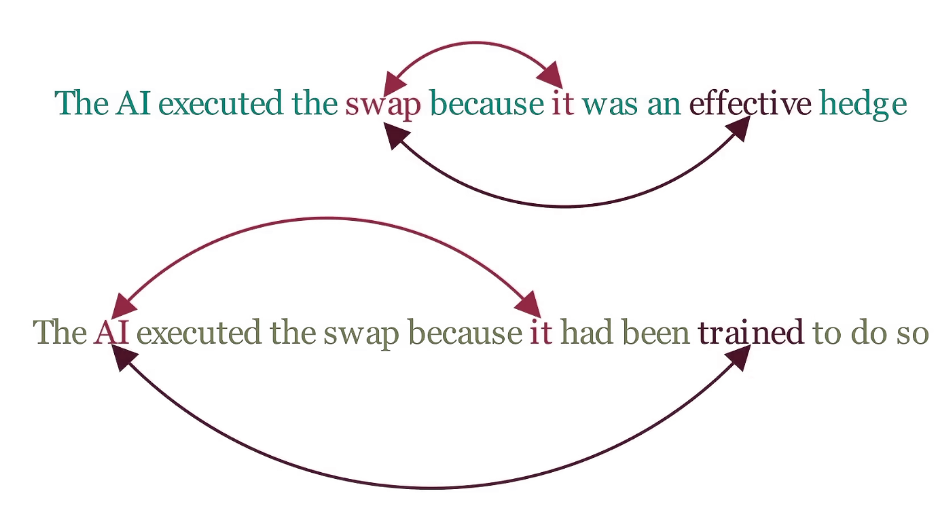 The AI executed the swap because it was an effective hedge
The AI executed the swap because it had been trained to do so